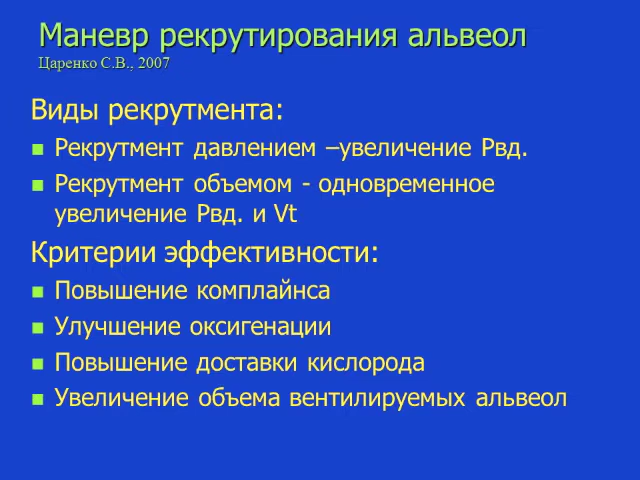 Маневр рекрутирования альвеол
Царенко С.В., 2007
Виды рекрутмента:
Рекрутмент давлением –увеличение Рвд.
Рекрутмент объемом - одновременное
увеличение Рвд. и Vt
Критерии эффективности:
Повышение комплайнса
Улучшение оксигенации
Повышение доставки кислорода
Увеличение объема вентилируемых альвеол